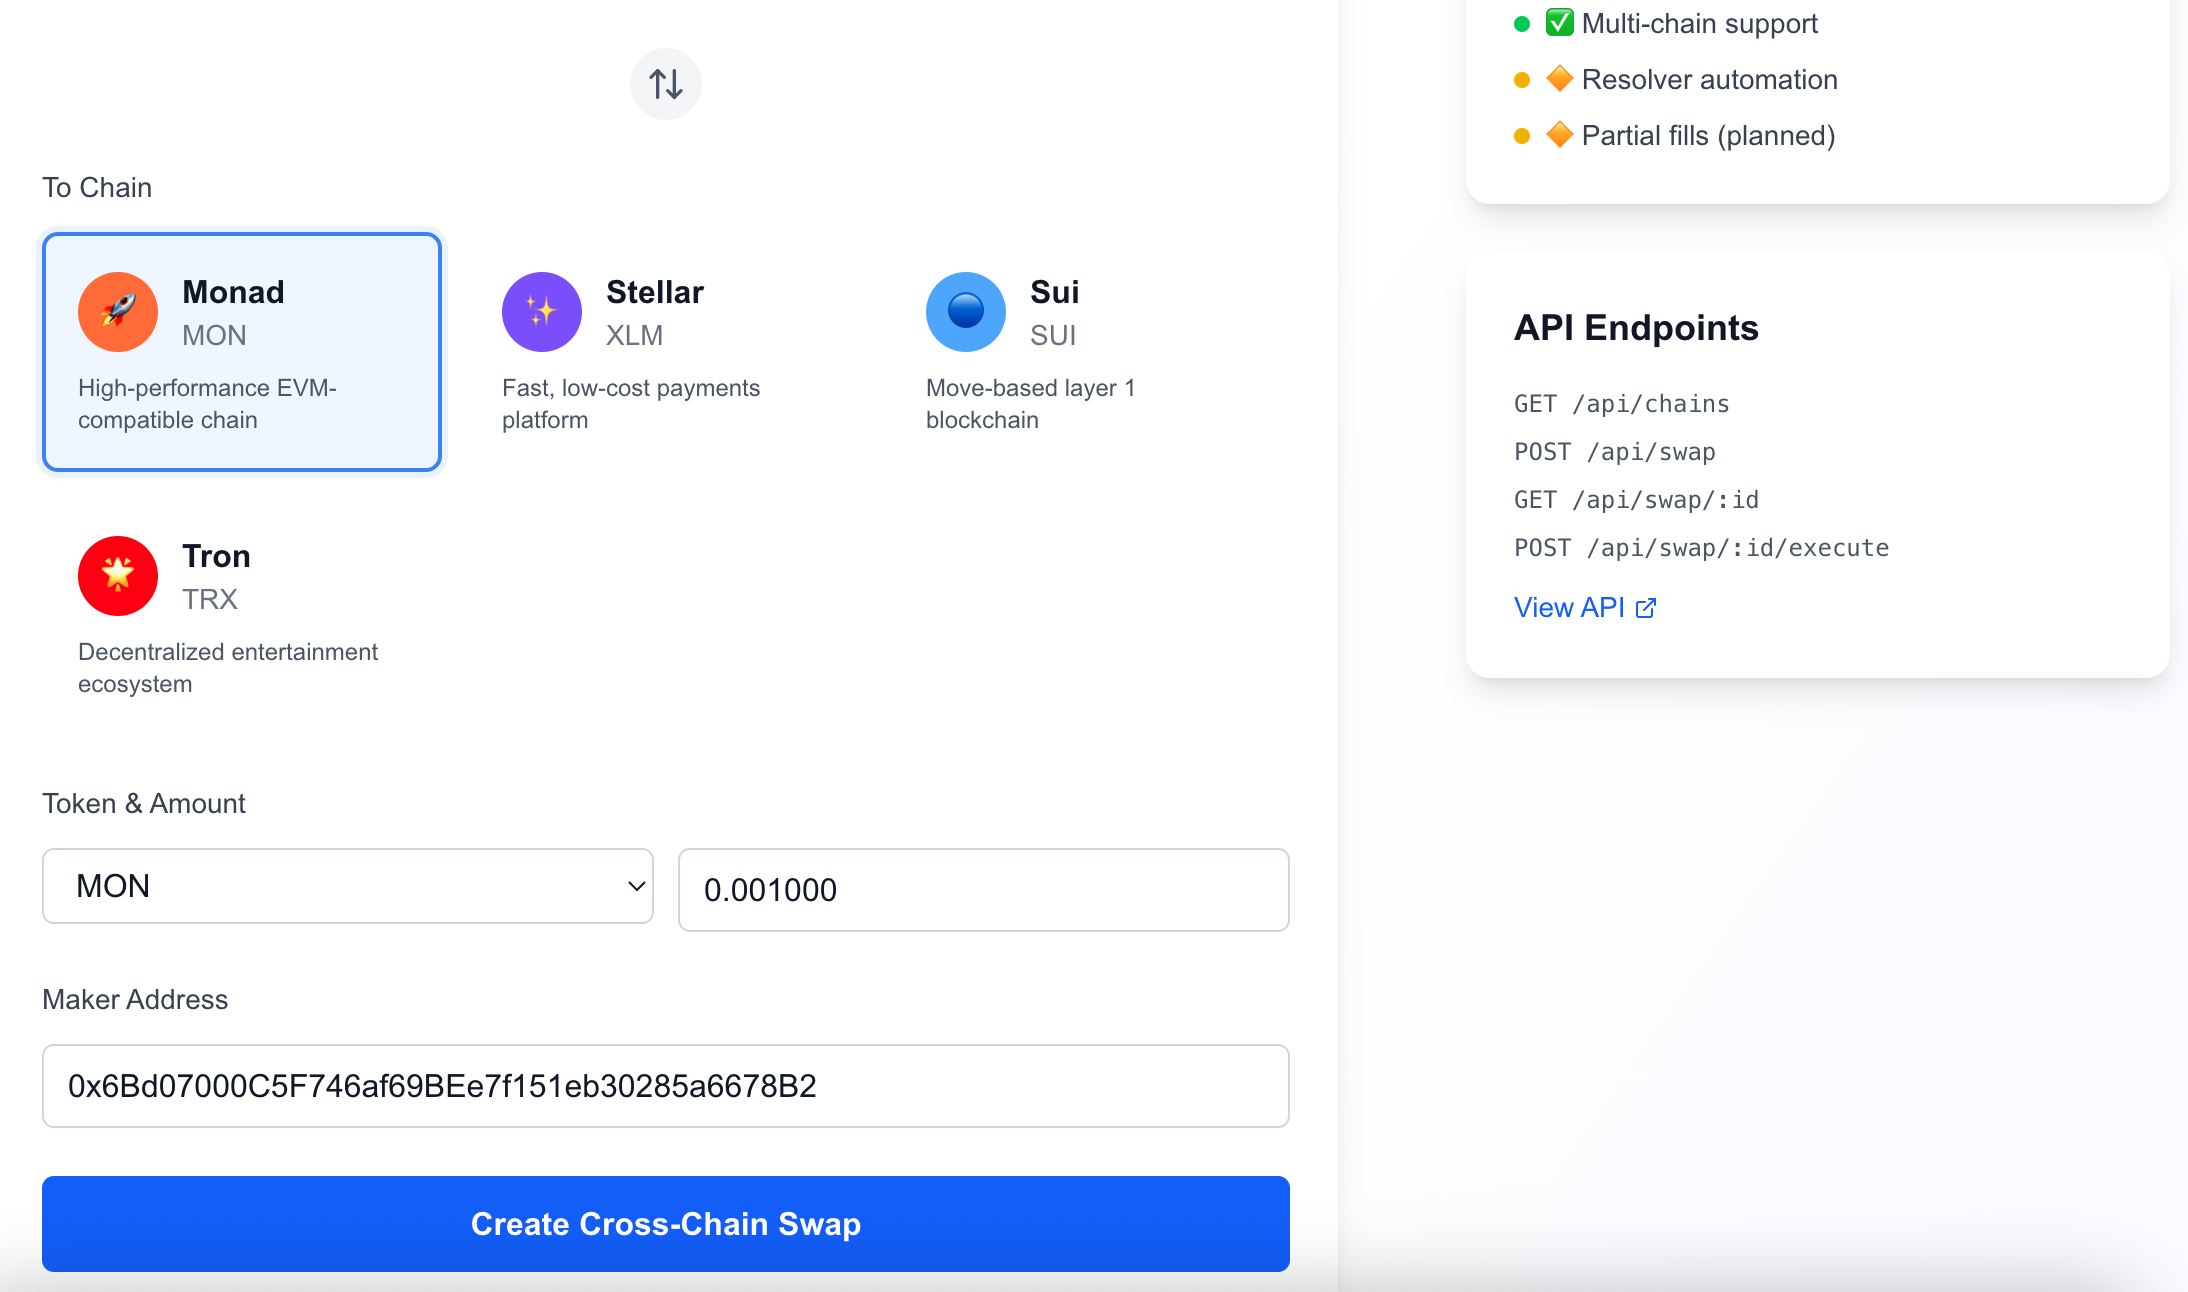 To Chain
Monad
MON
High-performance EVM-
compatible chain
Stellar
XLM
Fast, low-cost payments
platform
Sui
SUI
Move-based layer 1
blockchain
Tron
TRX
Decentralized entertainment
ecosystem
Token & Amount
MON
0.001000
Maker Address
0x6Bd07000C5F746af69BEe7f151eb30285a6678B2
Create Cross-Chain Swap
✅ Multi-chain support
🔶 Resolver automation
🔶 Partial fills (planned)
API Endpoints
GET /api/chains
POST /api/swap
GET /api/swap/:id
POST /api/swap/:id/execute
View API